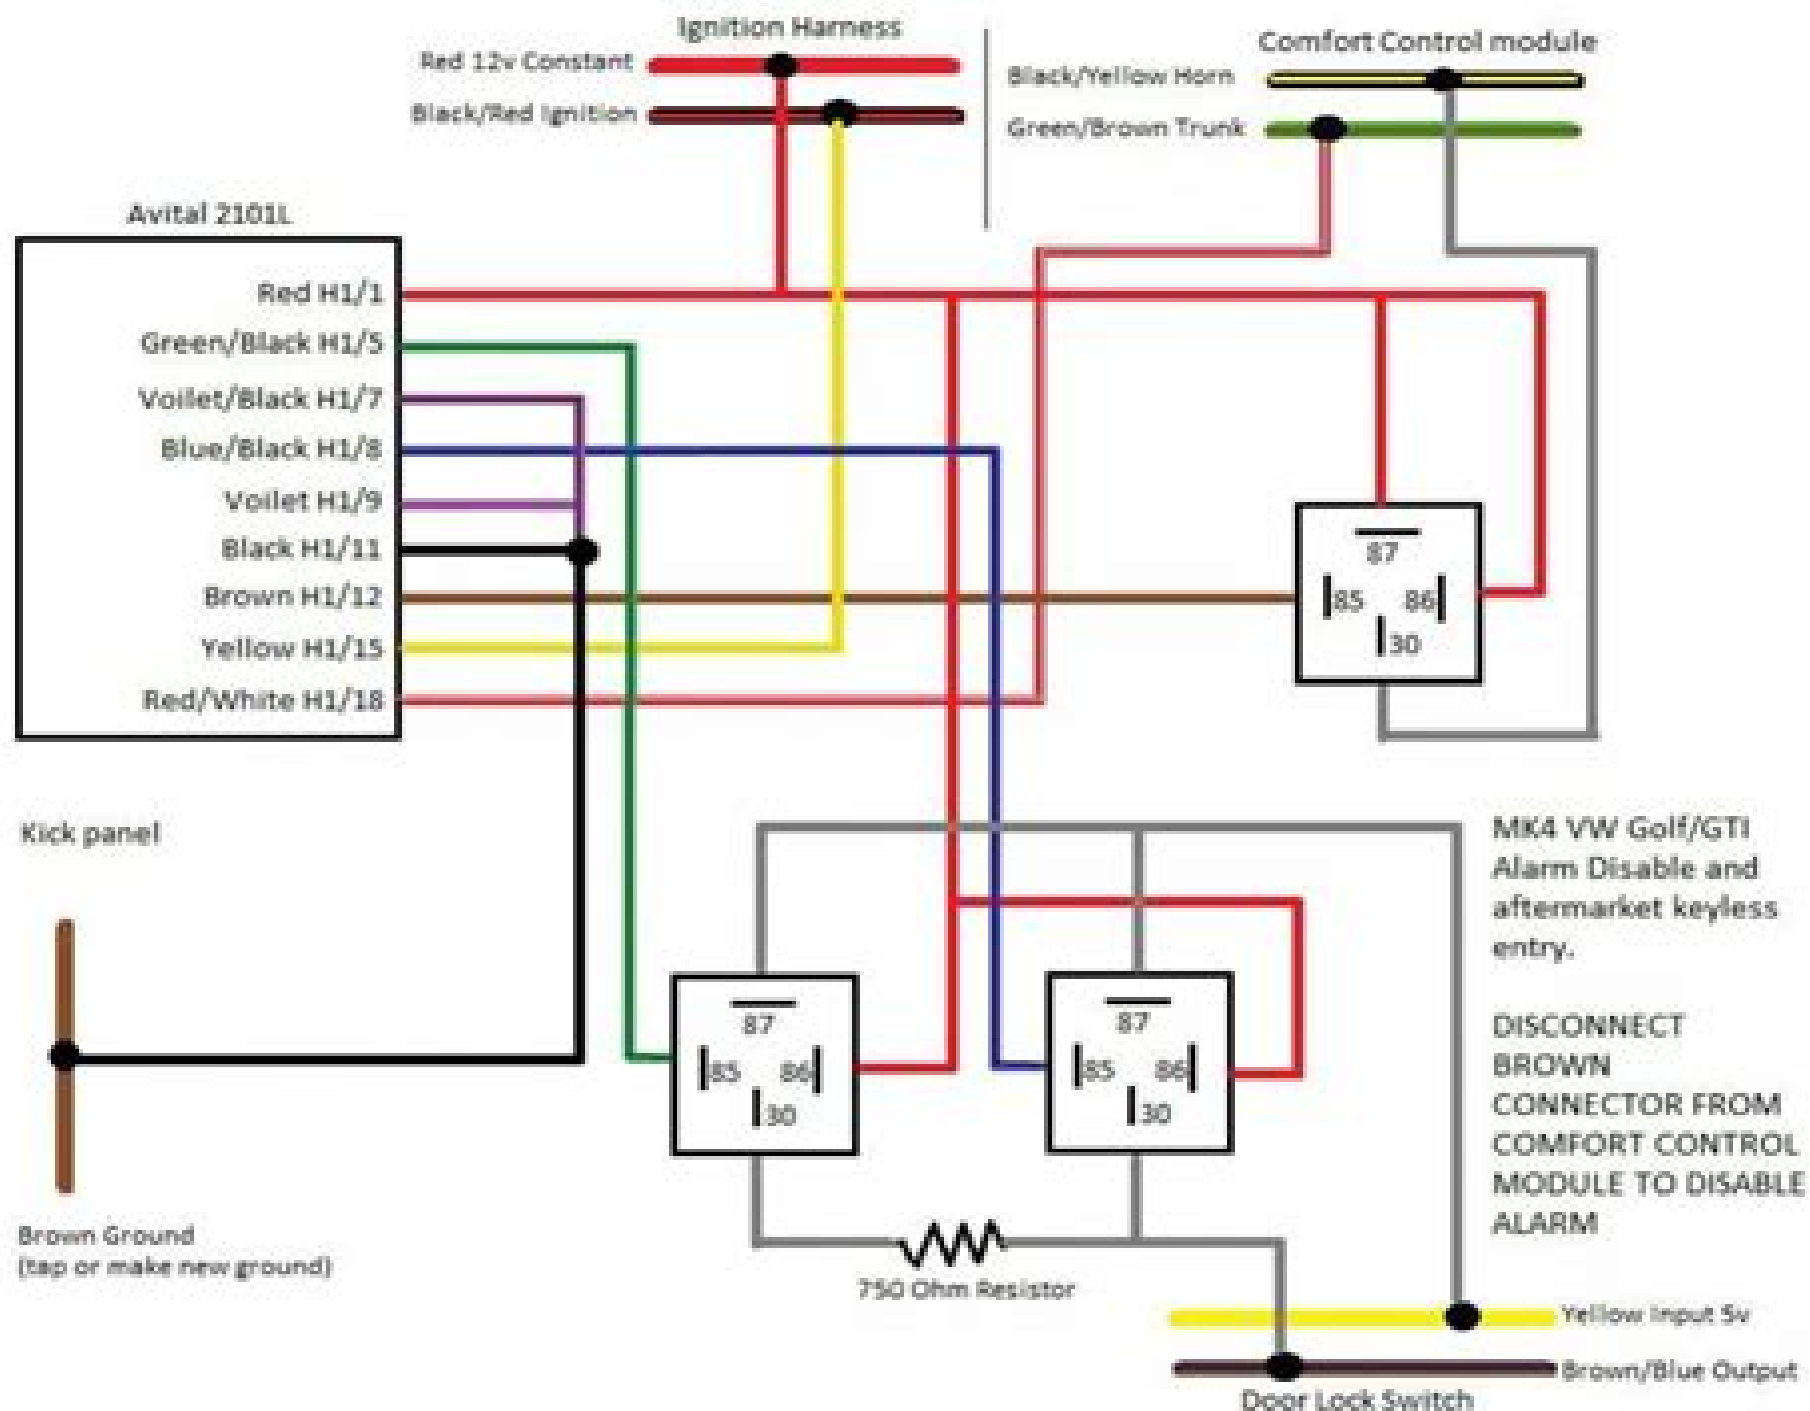 Ignition Harness
Red 12v Constant
Black/Red Ignition
Comfort Control module
Black/Yellow Horn
Green/Brown Trunk
Avital 2101L
Red H1/1
Green/Black H1/5
Voilet/Black H1/7
Blue/Black H1/8
Voilet H1/9
Black H1/11
Brown H1/12
Yellow H1/15
Red/White H1/18
87
85 86
30
Kick panel
Brown Ground
(tap or make new ground)
87
85 86
30
87
85 86
30
750 Ohm Resistor
MK4 VW Golf/GTI
Alarm Disable and
aftermarket keyless
entry.
DISCONNECT
BROWN
CONNECTOR FROM
COMFORT CONTROL
MODULE TO DISABLE
ALARM
Yellow Input 5v
Brown/Blue Output
Door Lock Switch